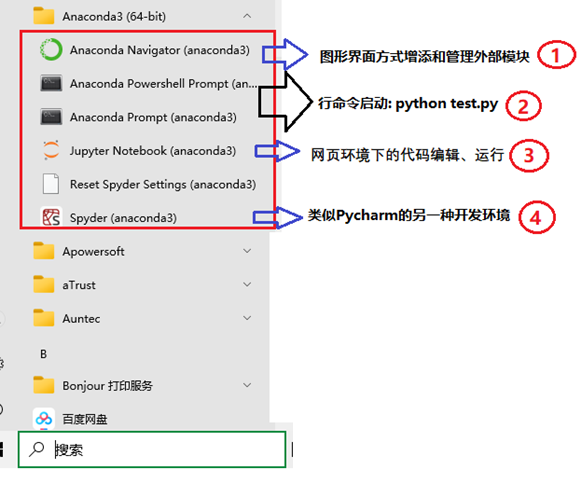 Anaconda3 (64-bit)
Anaconda Navigator (anaconda3)
图形界面方式增添和管理外部模块 1
Anaconda Powershell Prompt (an...
行命令启动: python test.py 2
Anaconda Prompt (anaconda3)
Jupyter Notebook (anaconda3)
网页环境下的代码编辑、运行 3
Reset Spyder Settings (anaconda3)
Spyder (anaconda3)
类似Pycharm的另一种开发环境 4
Apowersoft
aTrust
Auntec
B
Bonjour 打印服务
百度网盘
搜索